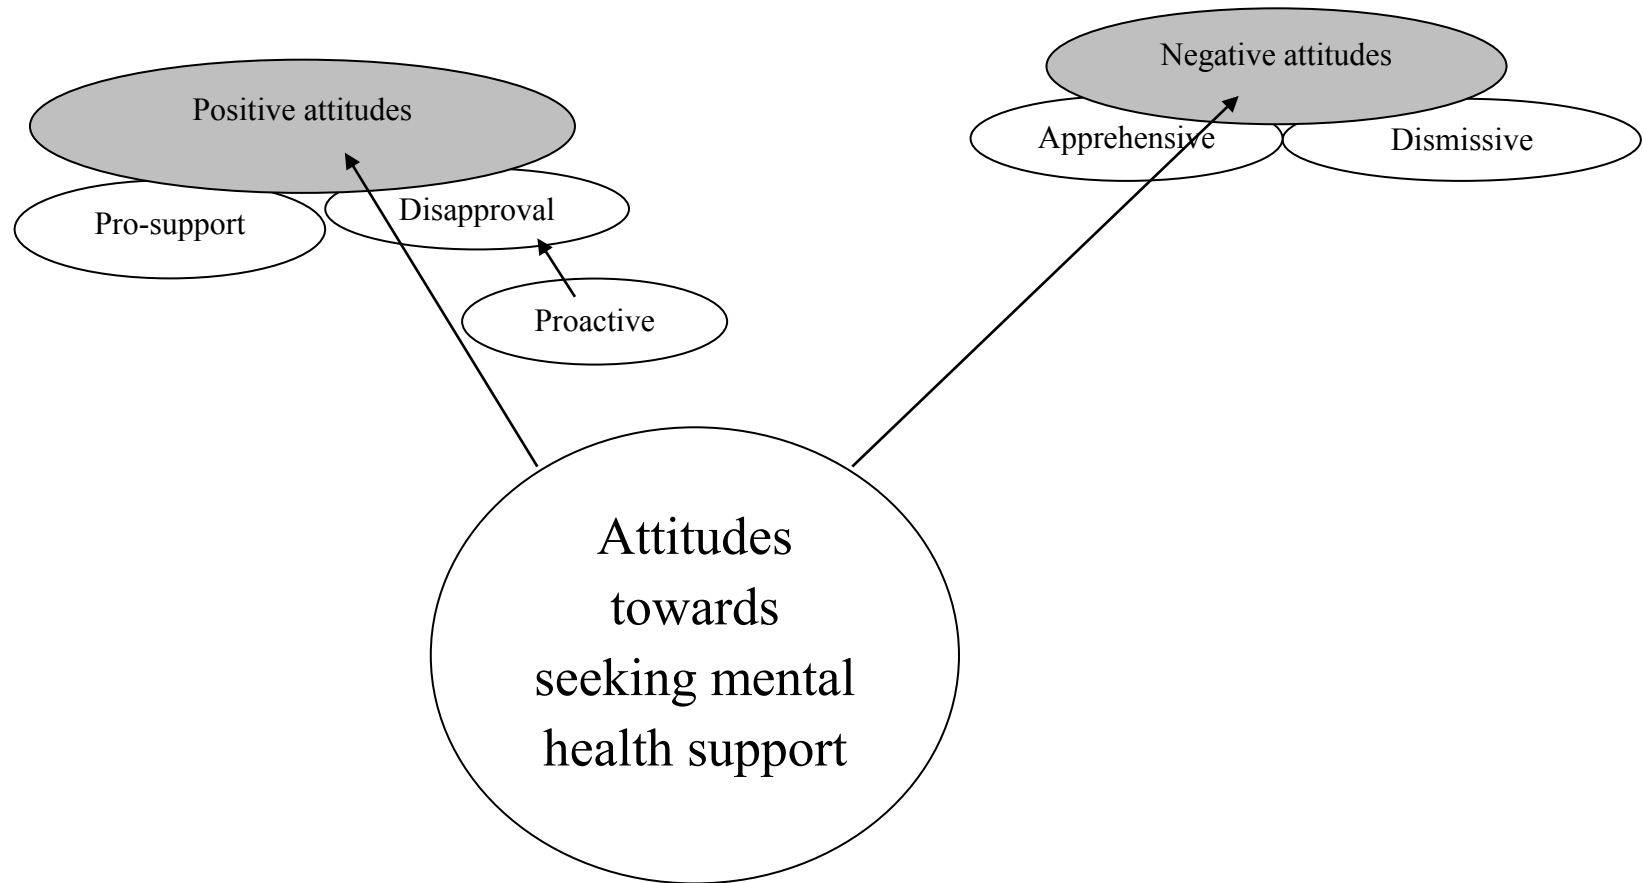 Negative attitudes
Positive attitudes
Apprehensive
Dismissive
Pro-support
Disapproval
Proactive
Attitudes
towards
seeking mental
health support